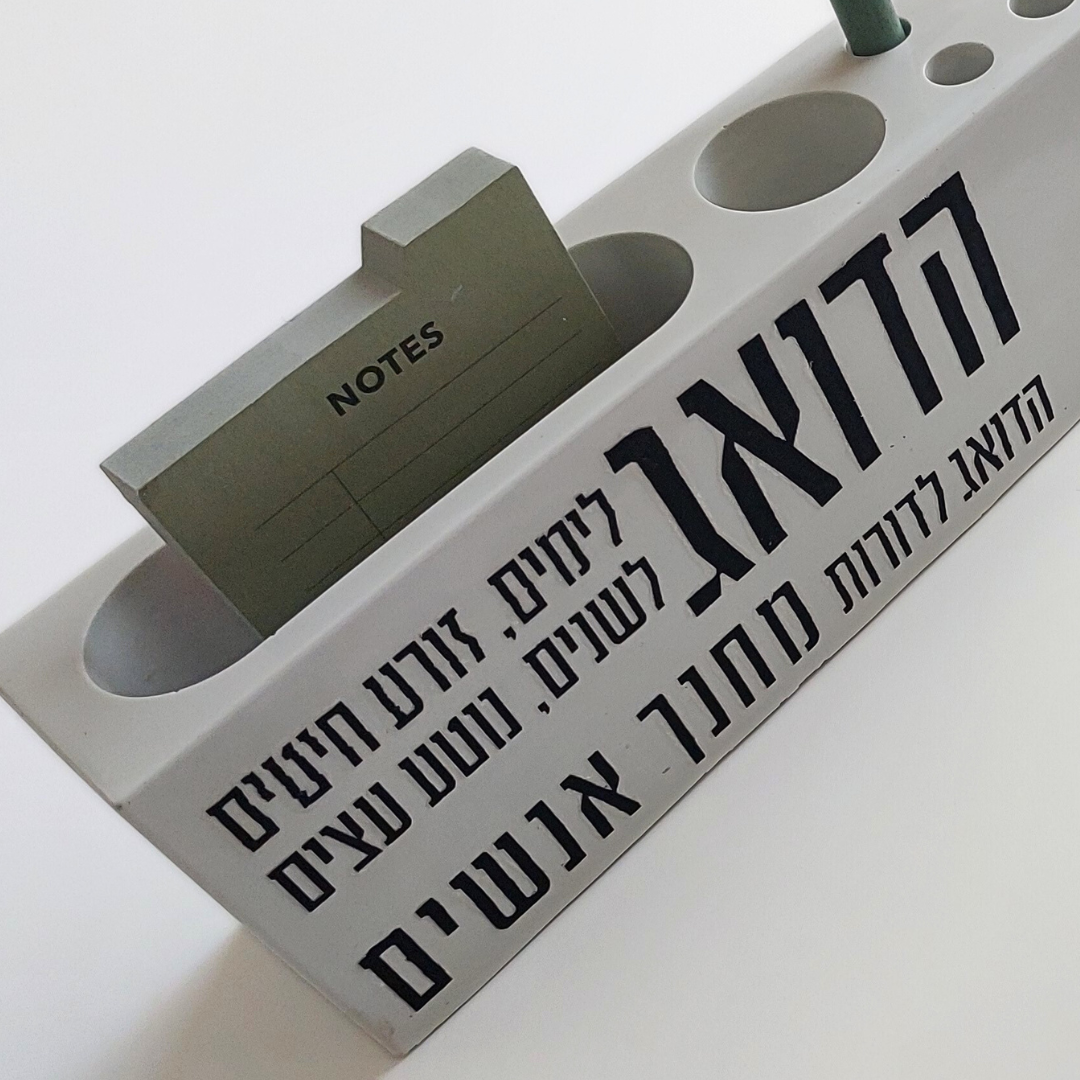 NOTES
הדואג
לימים, זורע חיטים
לשנים, נוטע עצים
הדואג לדורות מחנך אנשים